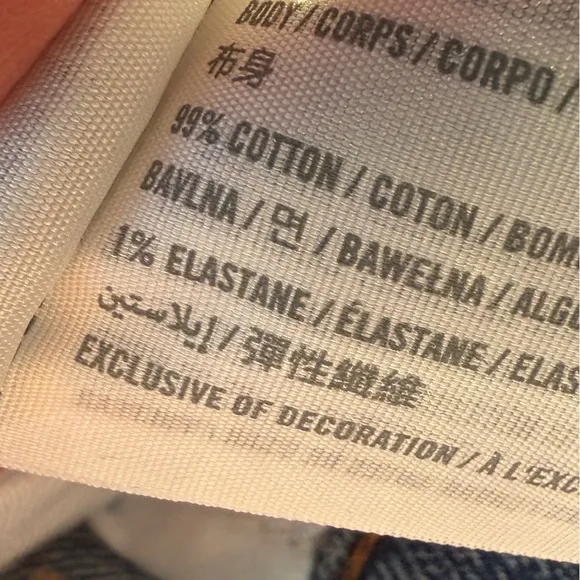 BODY / CORPS / CORPO /
布身
99% COTTON / COTON / BOM
BAVLNA / 면 / BAWEŁNA / ALG
1% ELASTANE / ÉLASTANE / ELAS
إيلاستين / 彈性纖維
EXCLUSIVE OF DECORATION / À L'EXC